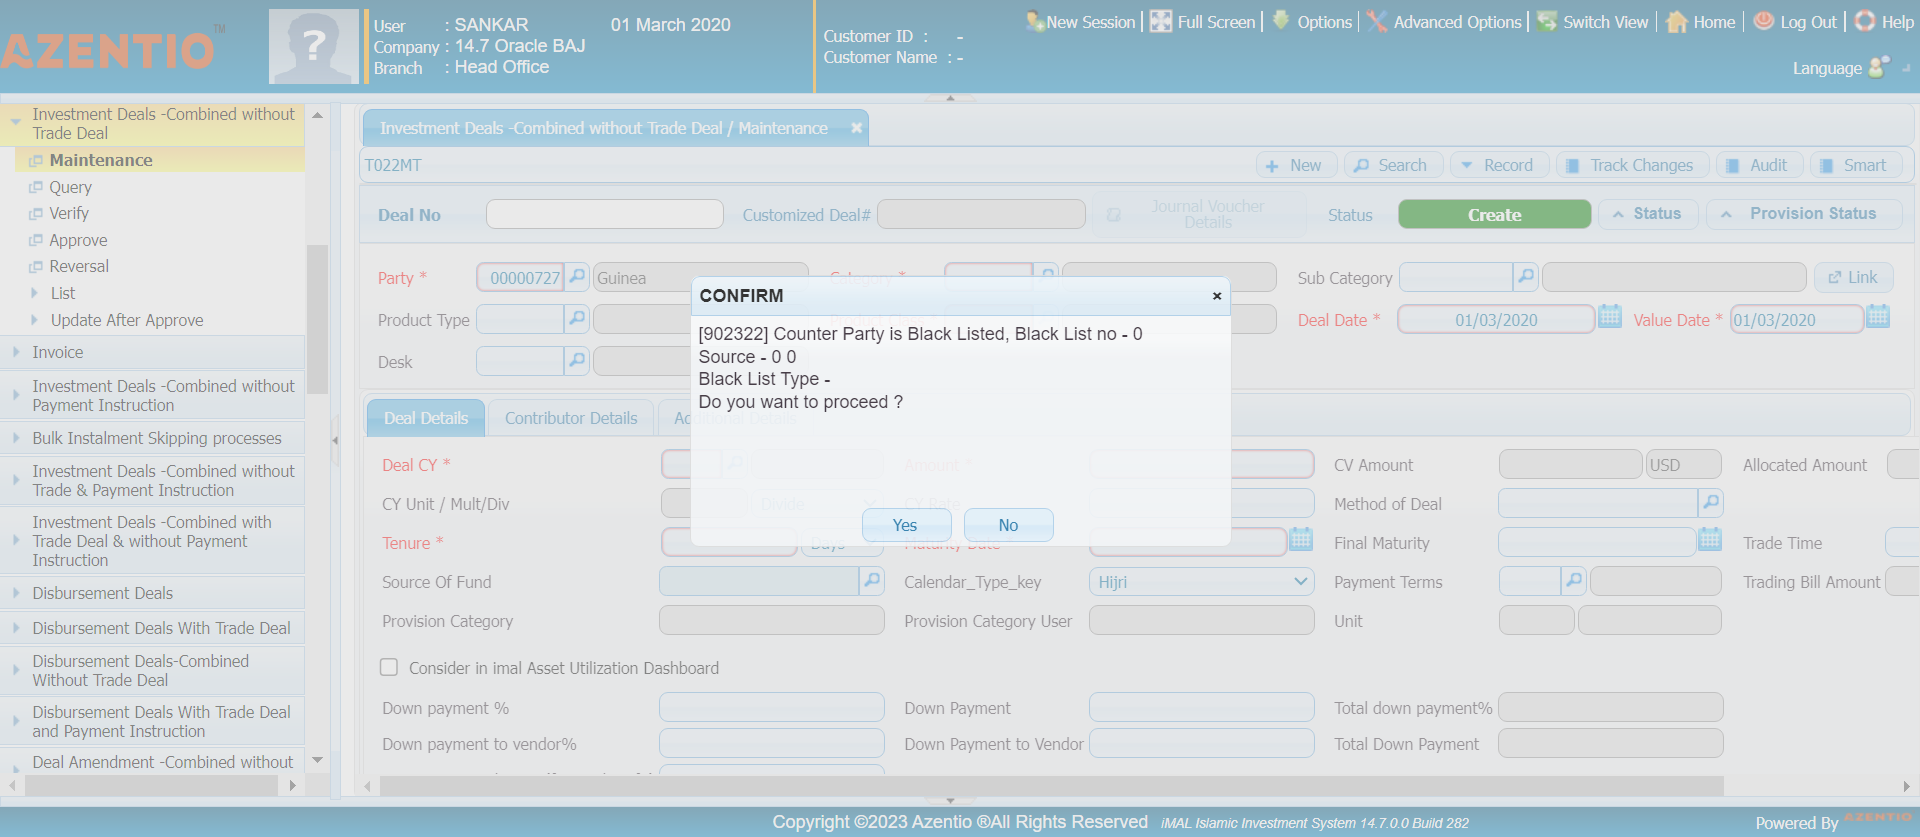 AZENTIO TM
User : SANKAR 01 March 2020
Company : 14.7 Oracle BAJ
Branch : Head Office
Customer ID : -
Customer Name : -
New Session | Full Screen | Options | Advanced Options | Switch View | Home | Log Out | Help
Language
Investment Deals -Combined without
Trade Deal
Maintenance
Query
Verify
Approve
Reversal
List
Update After Approve
Invoice
Investment Deals -Combined without
Payment Instruction
Bulk Instalment Skipping processes
Investment Deals -Combined without
Trade & Payment Instruction
Investment Deals -Combined with
Trade Deal & without Payment
Instruction
Disbursement Deals
Disbursement Deals With Trade Deal
Disbursement Deals-Combined
Without Trade Deal
Disbursement Deals With Trade Deal
and Payment Instruction
Deal Amendment -Combined without
Investment Deals -Combined without Trade Deal / Maintenance
T022MT
New Search Record Track Changes Audit Smart
Deal No Customized Deal# Journal Voucher
Details
Status Create Status Provision Status
Party * 00000727 Guinea Category * Sub Category Link
Product Type Deal Date * 01/03/2020 Value Date * 01/03/2020
Desk
CONFIRM
[902322] Counter Party is Black Listed, Black List no - 0
Source - 0 0
Black List Type -
Do you want to proceed ?
Yes No
Deal Details Contributor Details
Deal CY * Amount * CV Amount USD Allocated Amount
CY Unit / Mult/Div Divide CY Rate Method of Deal
Tenure * Days Maturity Date * Final Maturity Trade Time
Source Of Fund Calendar_Type_key Hijri Payment Terms Trading Bill Amount
Provision Category Provision Category User Unit
Consider in imal Asset Utilization Dashboard
Down payment % Down Payment Total down payment%
Down payment to vendor% Down Payment to Vendor Total Down Payment
Copyright ©2023 Azentio ®All Rights Reserved iMAL Islamic Investment System 14.7.0.0 Build 282
Powered By AZENTIO